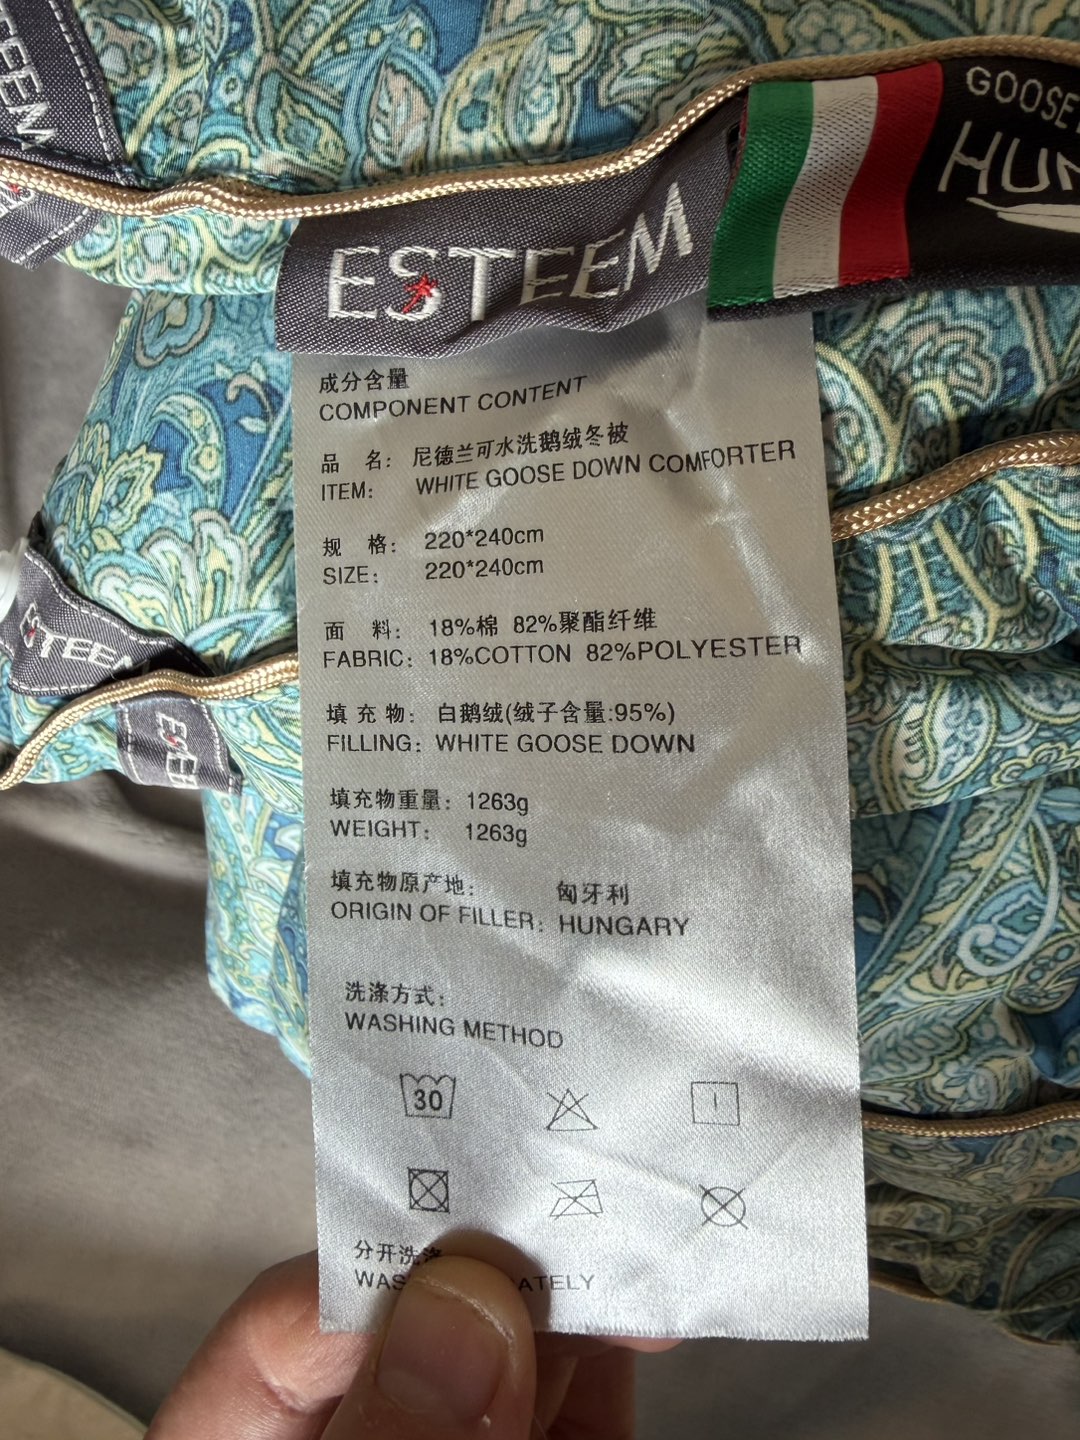 TEEM
GOOSE
HUN
ESTEEM
成分含量
COMPONENT CONTENT
品 名: 尼德兰可水洗鹅绒冬被
ITEM: WHITE GOOSE DOWN COMFORTER
规 格: 220*240cm
SIZE: 220*240cm
面 料: 18%棉 82%聚酯纤维
FABRIC: 18%COTTON 82%POLYESTER
填 充 物: 白鹅绒(绒子含量:95%)
FILLING: WHITE GOOSE DOWN
填充物重量: 1263g
WEIGHT: 1263g
填充物原产地: 匈牙利
ORIGIN OF FILLER: HUNGARY
洗涤方式:
WASHING METHOD
30
分开洗涤
WAS ATELY
ESTEEM
ESTEE